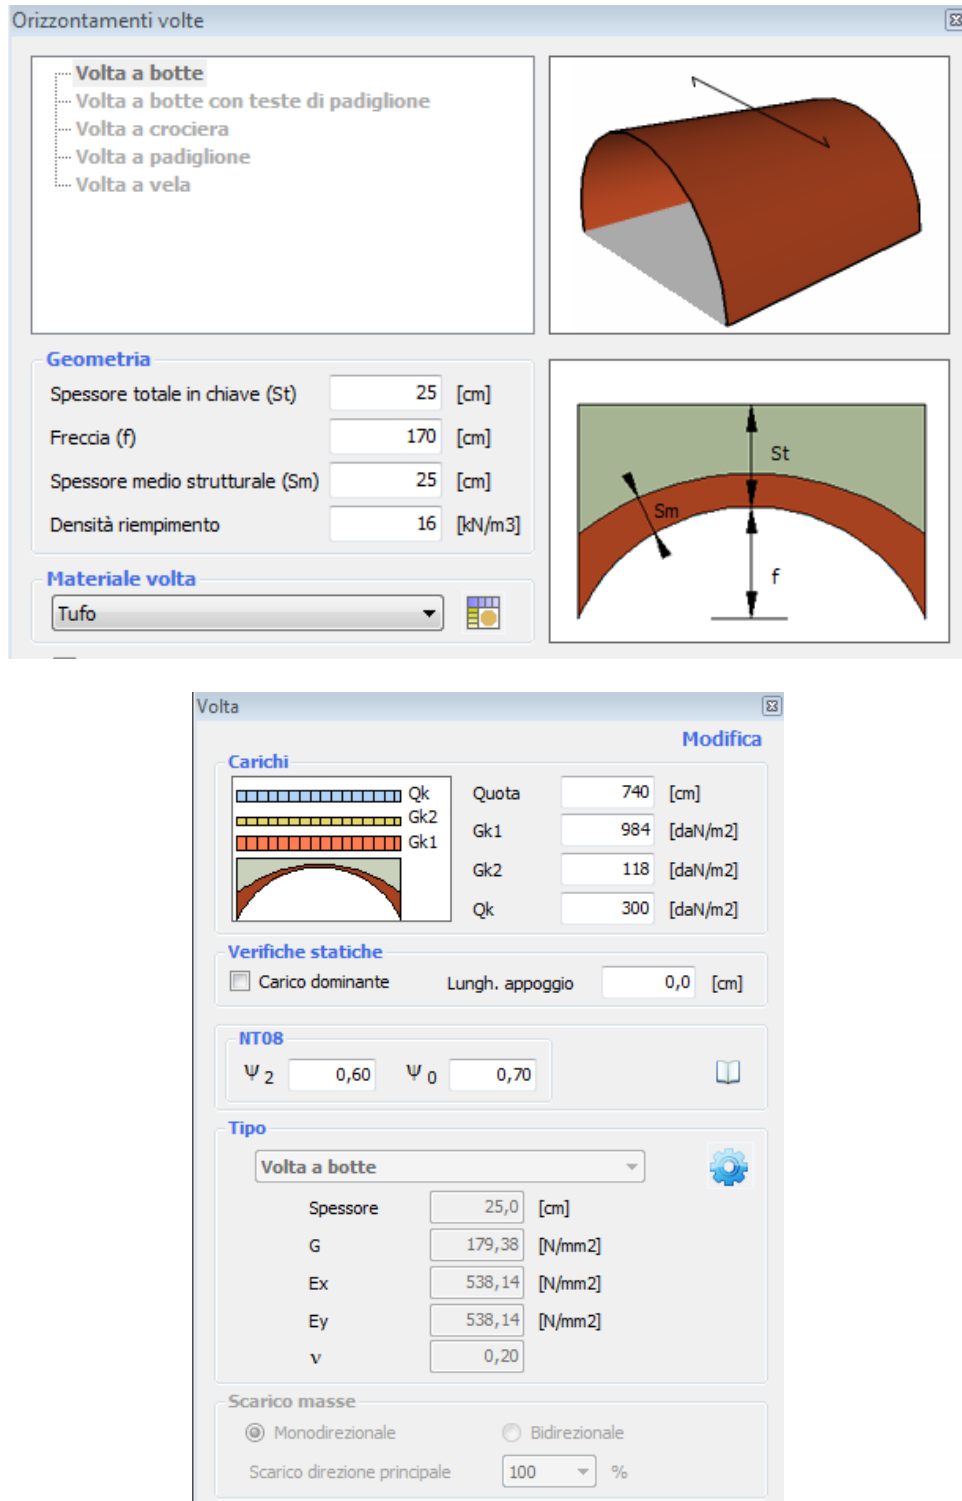 Orizzontamenti volte
Volta a botte
Volta a botte con teste di padiglione
Volta a crociera
Volta a padiglione
Volta a vela
Geometria
Spessore totale in chiave (St) 25 [cm]
Freccia (f) 170 [cm]
Spessore medio strutturale (Sm) 25 [cm]
Densità riempimento 16 [kN/m3]
Materiale volta
Tufo
St
Sm
f
Volta
Modifica
Carichi
Qk
Gk2
Gk1
Quota 740 [cm]
Gk1 984 [daN/m2]
Gk2 118 [daN/m2]
Qk 300 [daN/m2]
Verifiche statiche
Carico dominante Lungh. appoggio 0,0 [cm]
NT08
Ψ 2 0,60 Ψ 0 0,70
Tipo
Volta a botte
Spessore 25,0 [cm]
G 179,38 [N/mm2]
Ex 538,14 [N/mm2]
Ey 538,14 [N/mm2]
ν 0,20
Scarico masse
Monodirezionale Bidirezionale
Scarico direzione principale 100 %